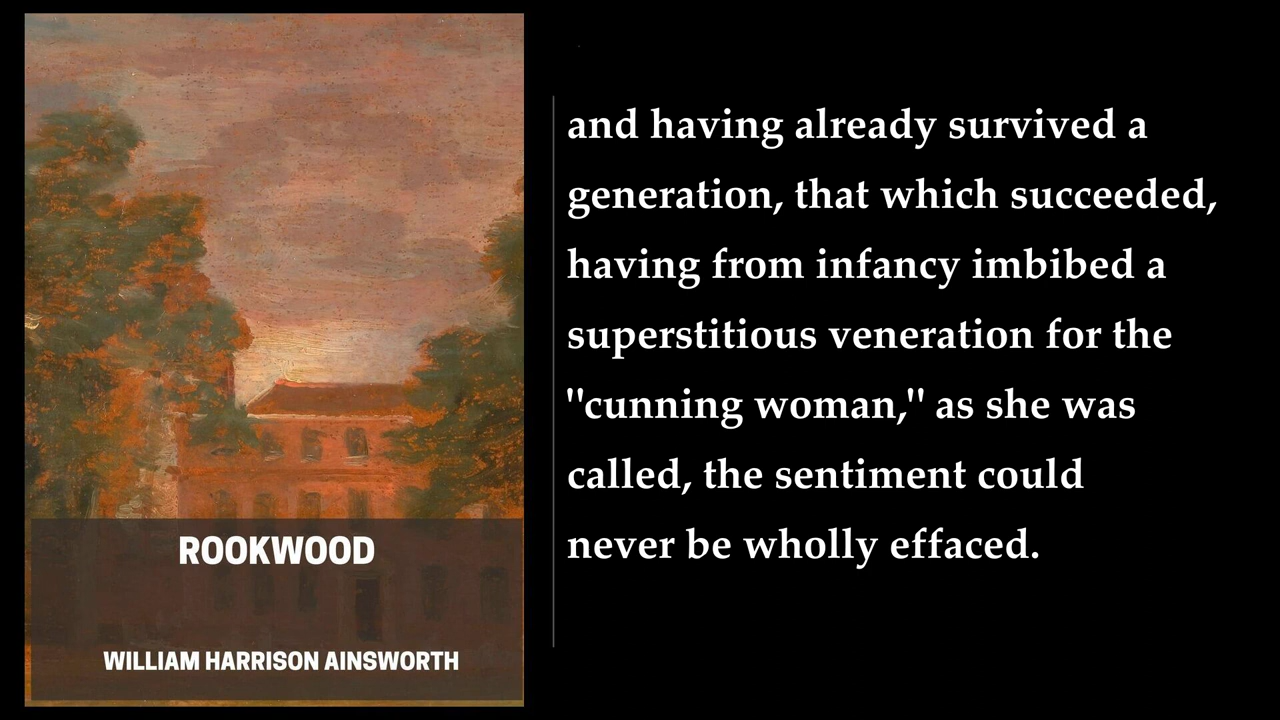 ROOKWOOD
WILLIAM HARRISON AINSWORTH
and having already survived a
generation, that which succeeded,
having from infancy imbibed a
superstitious veneration for the
"cunning woman," as she was
called, the sentiment could
never be wholly effaced.